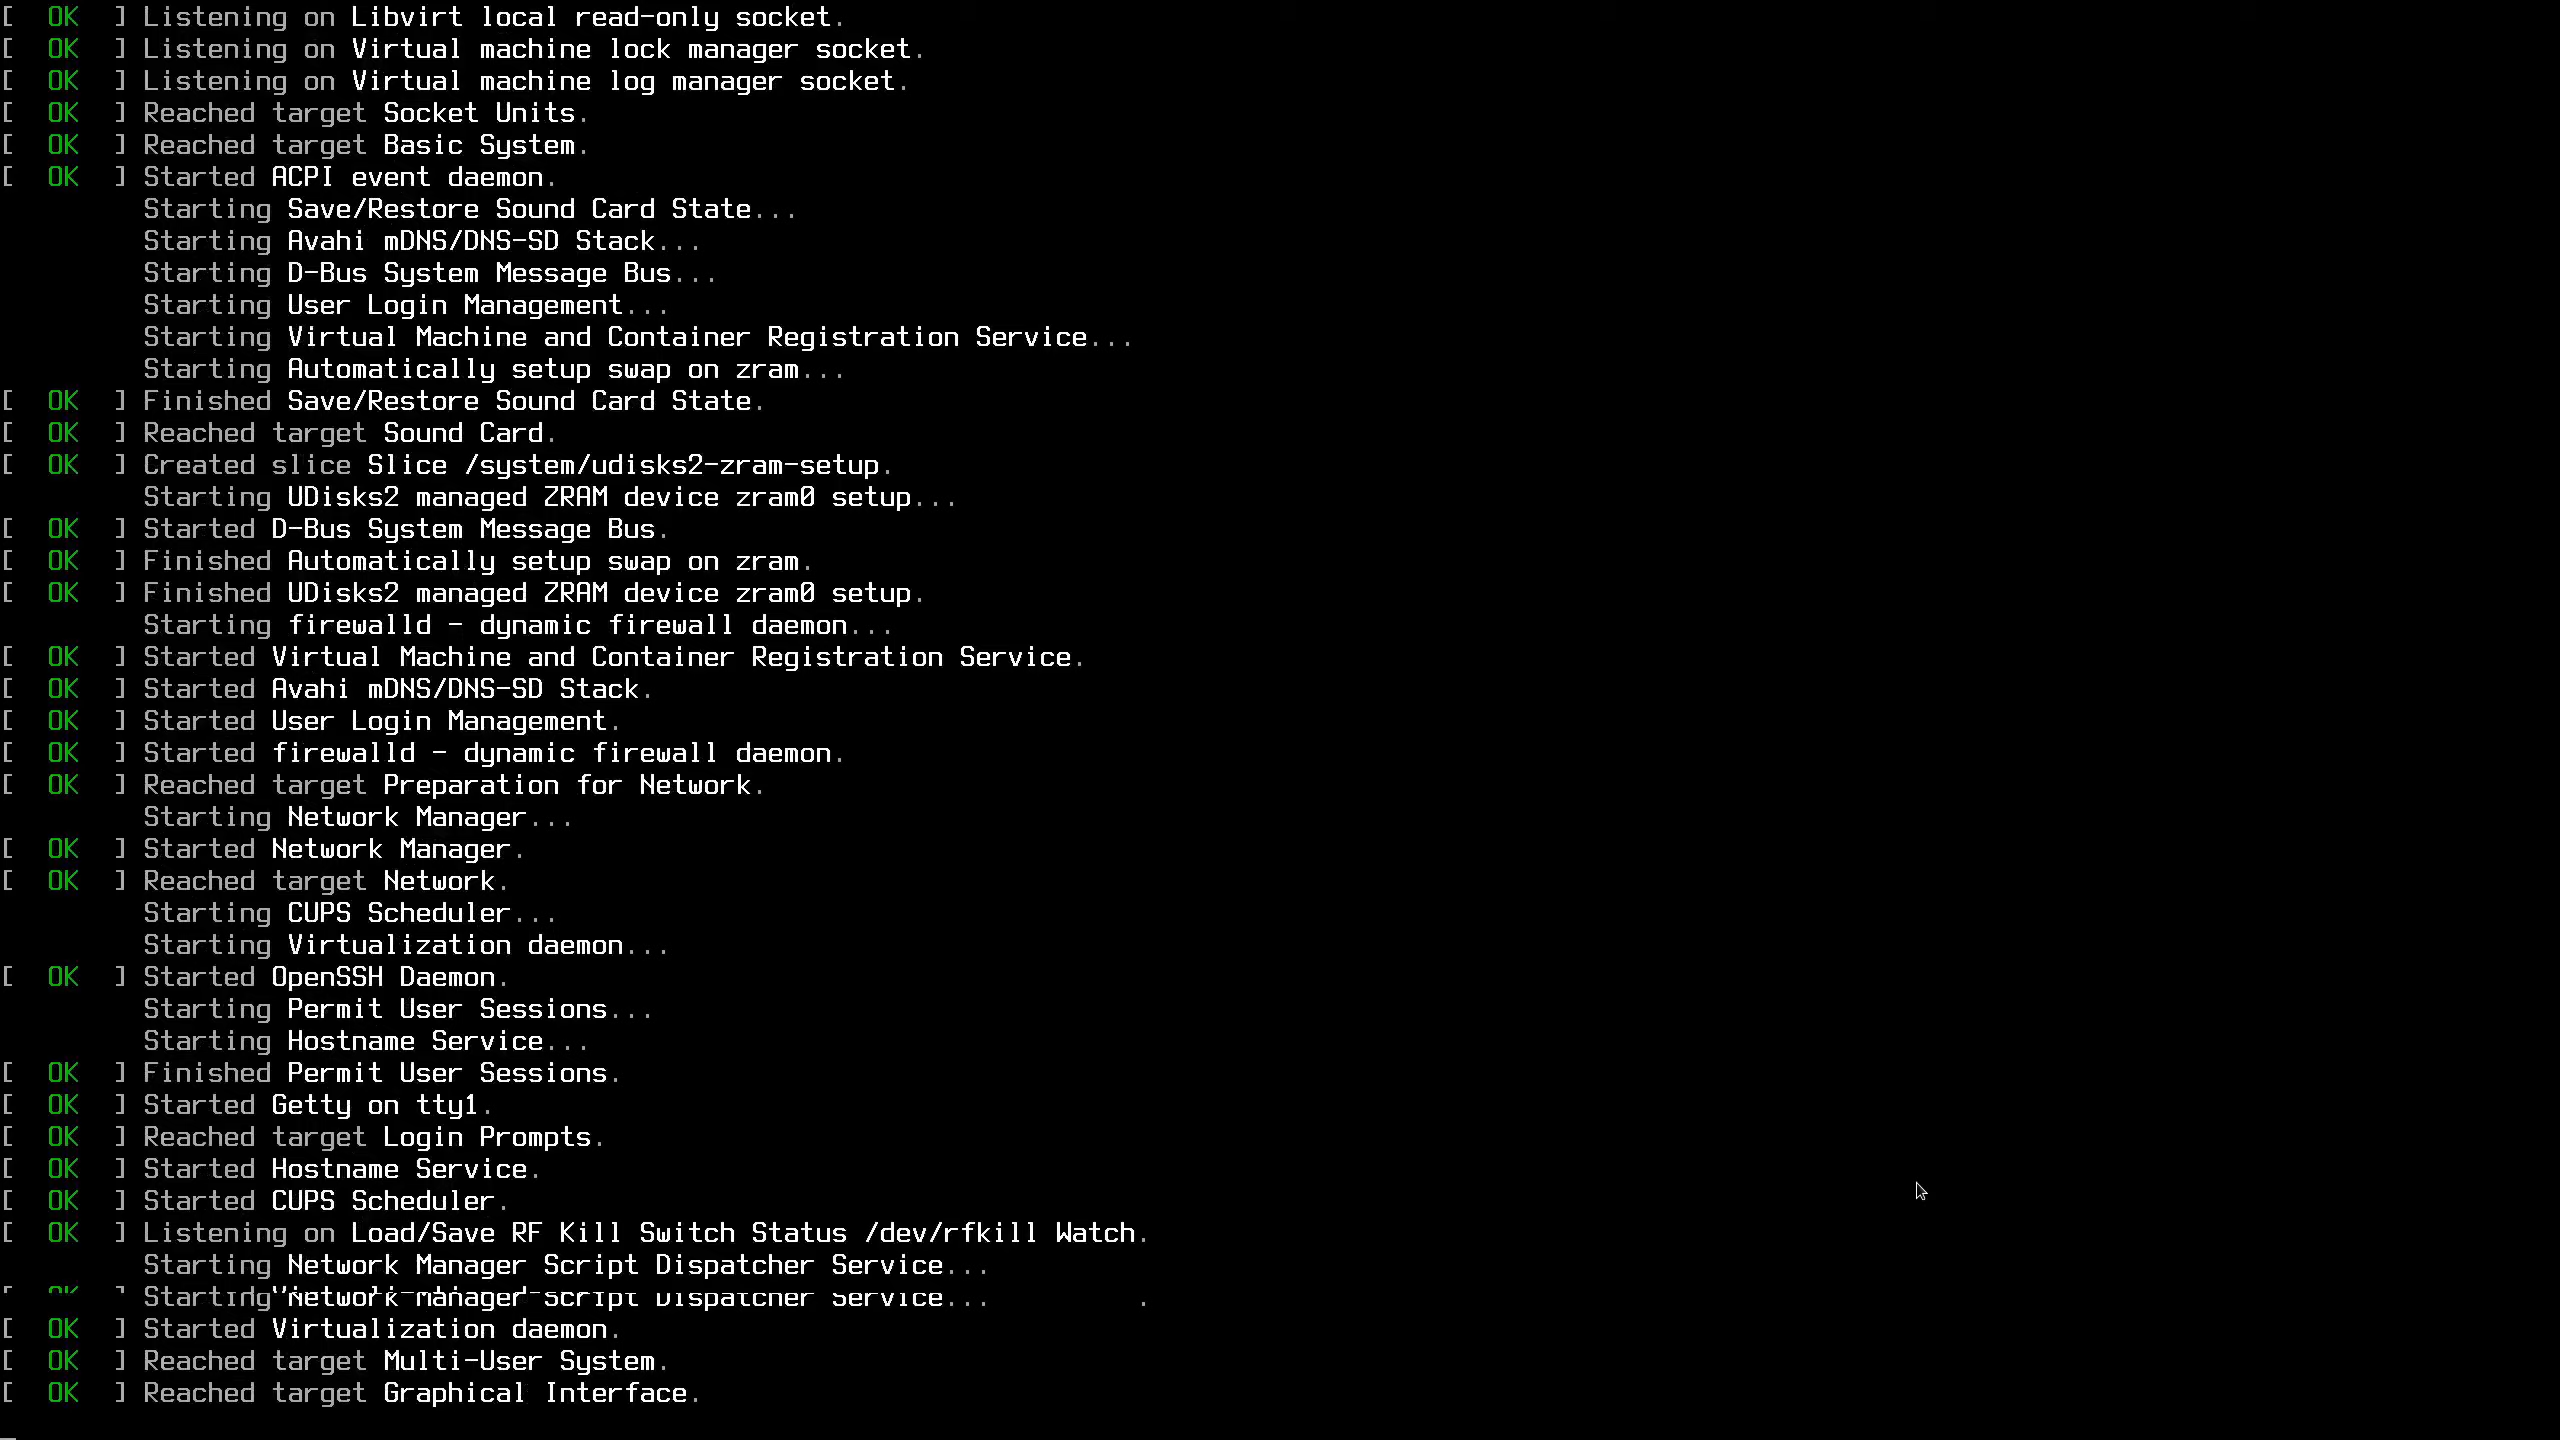 [  OK  ] Listening on Libvirt local read-only socket.
[  OK  ] Listening on Virtual machine lock manager socket.
[  OK  ] Listening on Virtual machine log manager socket.
[  OK  ] Reached target Socket Units.
[  OK  ] Reached target Basic System.
[  OK  ] Started ACPI event daemon.
         Starting Save/Restore Sound Card State...
         Starting Avahi mDNS/DNS-SD Stack...
         Starting D-Bus System Message Bus...
         Starting User Login Management...
         Starting Virtual Machine and Container Registration Service...
         Starting Automatically setup swap on zram...
[  OK  ] Finished Save/Restore Sound Card State.
[  OK  ] Reached target Sound Card.
[  OK  ] Created slice Slice /system/udisks2-zram-setup.
         Starting UDisks2 managed ZRAM device zram0 setup...
[  OK  ] Started D-Bus System Message Bus.
[  OK  ] Finished Automatically setup swap on zram.
[  OK  ] Finished UDisks2 managed ZRAM device zram0 setup.
         Starting firewalld - dynamic firewall daemon...
[  OK  ] Started Virtual Machine and Container Registration Service.
[  OK  ] Started Avahi mDNS/DNS-SD Stack.
[  OK  ] Started User Login Management.
[  OK  ] Started firewalld - dynamic firewall daemon.
[  OK  ] Reached target Preparation for Network.
         Starting Network Manager...
[  OK  ] Started Network Manager.
[  OK  ] Reached target Network.
         Starting CUPS Scheduler...
         Starting Virtualization daemon...
[  OK  ] Started OpenSSH Daemon.
         Starting Permit User Sessions...
         Starting Hostname Service...
[  OK  ] Finished Permit User Sessions.
[  OK  ] Started Getty on tty1.
[  OK  ] Reached target Login Prompts.
[  OK  ] Started Hostname Service.
[  OK  ] Started CUPS Scheduler.
[  OK  ] Listening on Load/Save RF Kill Switch Status /dev/rfkill Watch.
         Starting Network Manager Script Dispatcher Service...
         Script Dispatcher Service...
[  OK  ] Started Virtualization daemon.
[  OK  ] Reached target Multi-User System.
[  OK  ] Reached target Graphical Interface.